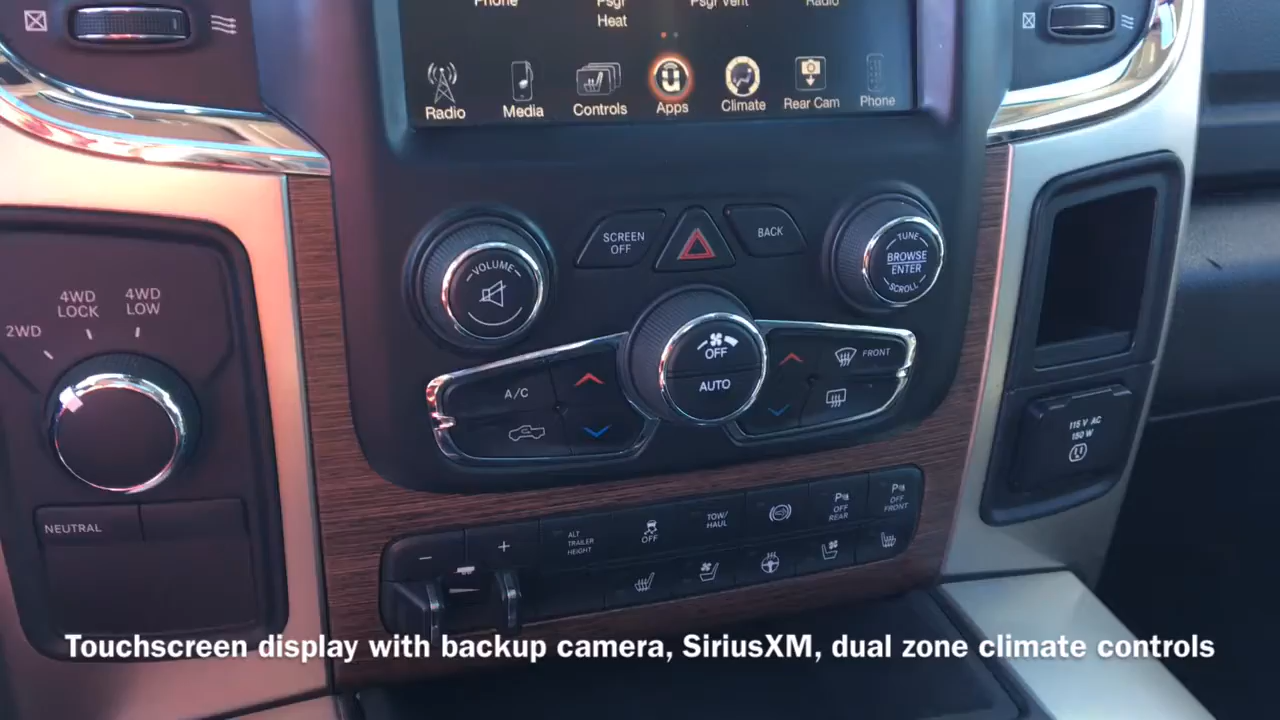 Phone
Psgr
Heat
Psgr Vent
Radio
Radio
Media
Controls
Apps
Climate
Rear Cam
Phone
SCREEN
OFF
BACK
VOLUME
TUNE
BROWSE
ENTER
SCROLL
2WD
4WD
LOCK
4WD
LOW
OFF
AUTO
A/C
FRONT
115 V AC
150 W
NEUTRAL
ALT
TRAILER
HEIGHT
OFF
TOW/
HAUL
P
OFF
REAR
P
OFF
FRONT
Touchscreen display with backup camera, SiriusXM, dual zone climate controls